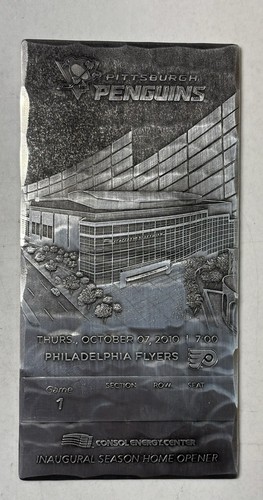 PITTSBURGH
PENGUINS
THURS., OCTOBER 07, 2010 | 7:00
PHILADELPHIA FLYERS
Game SECTION ROW SEAT
1
CONSOL ENERGY CENTER
INAUGURAL SEASON HOME OPENER